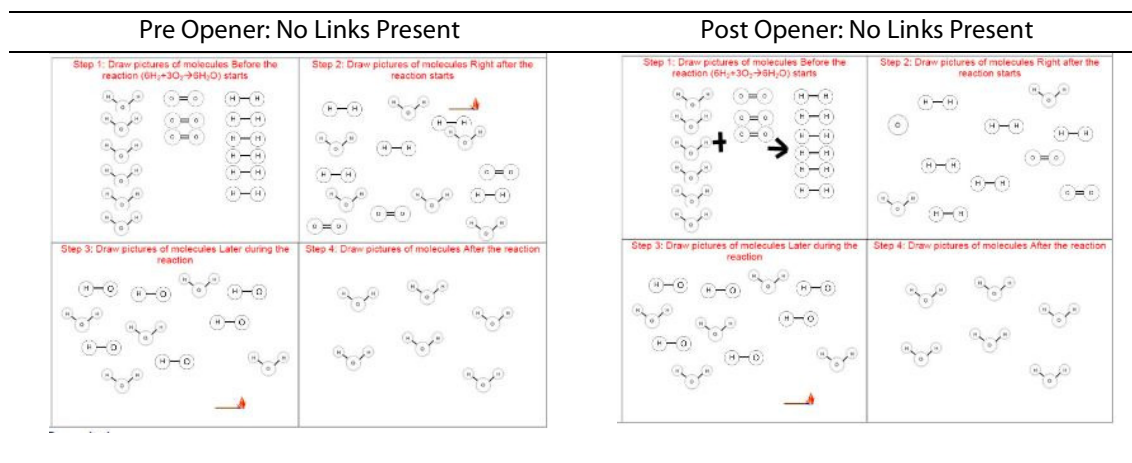 Pre Opener: No Links Present
Post Opener: No Links Present
Step 1: Draw pictures of molecules Before the
reaction (6H₂+3O₂→6H₂O) starts
Step 2: Draw pictures of molecules Right after the
reaction starts
Step 3: Draw pictures of molecules Later during the
reaction
Step 4: Draw pictures of molecules After the reaction
Step 1: Draw pictures of molecules Before the
reaction (6H₂+3O₂→6H₂O) starts
Step 2: Draw pictures of molecules Right after the
reaction starts
Step 3: Draw pictures of molecules Later during the
reaction
Step 4: Draw pictures of molecules After the reaction